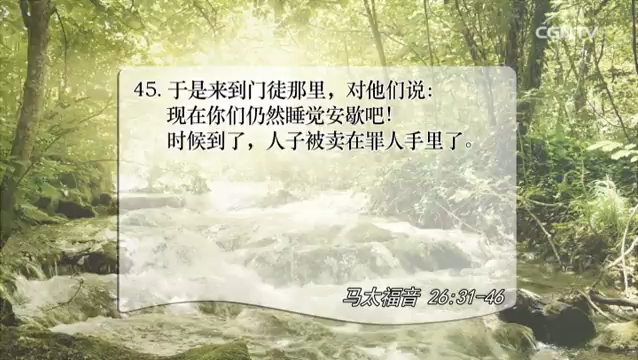 CGNTV
45. 于是来到门徒那里，对他们说：
现在你们仍然睡觉安歇吧！
时候到了，人子被卖在罪人手里了。
马太福音 26:31-46